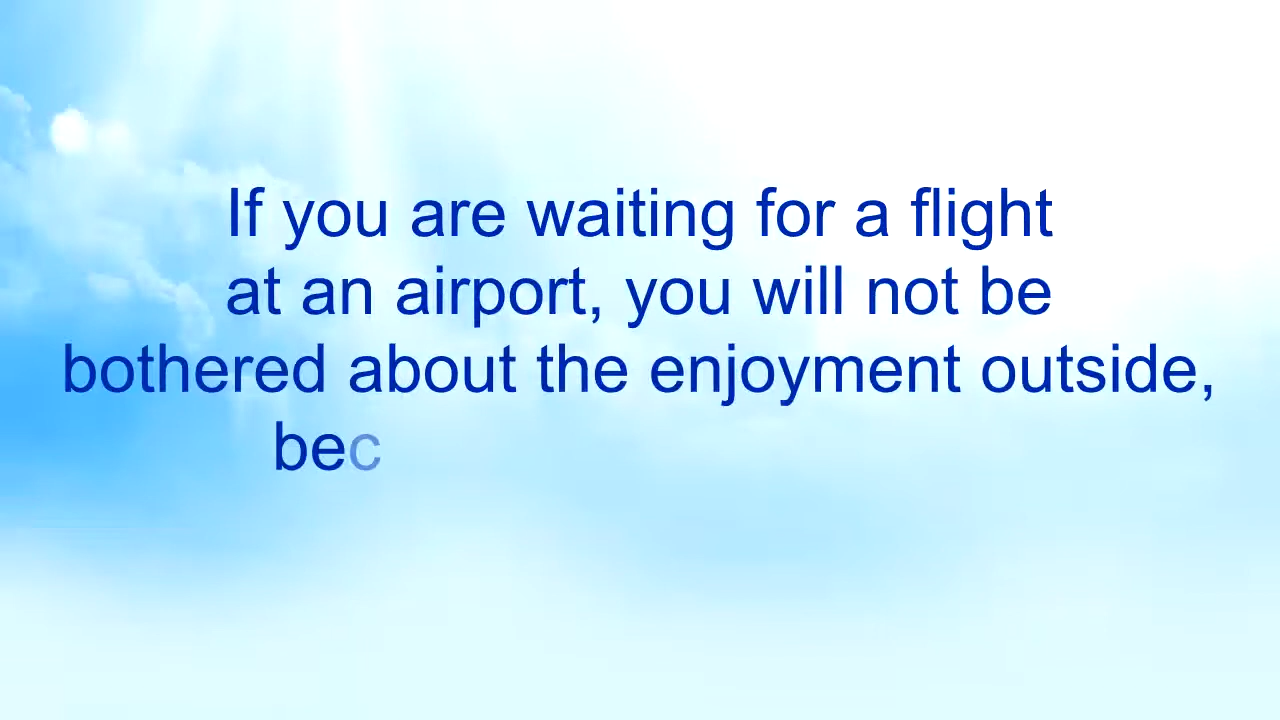 If you are waiting for a flight
at an airport, you will not be
bothered about the enjoyment outside,
bec